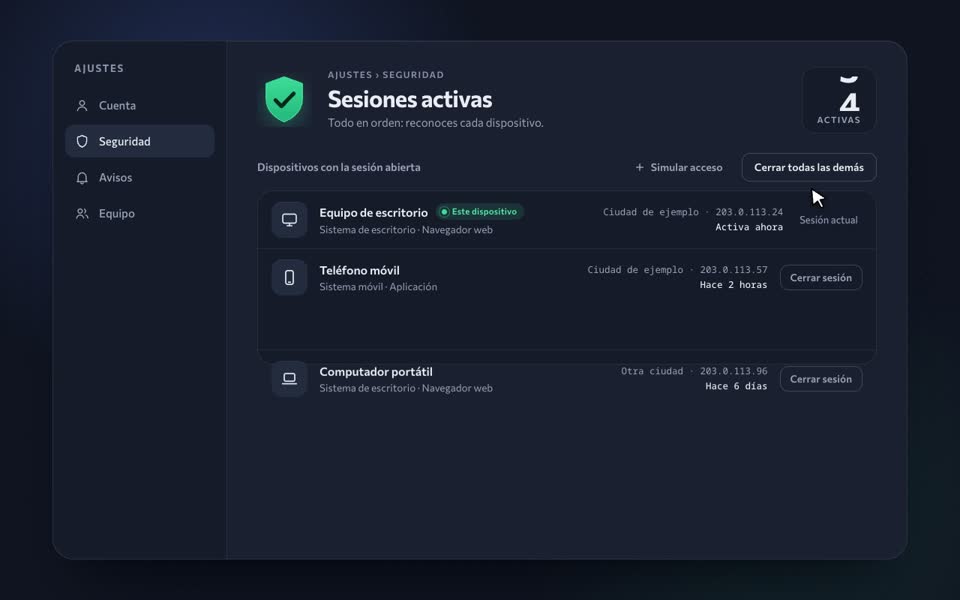 AJUSTES
Cuenta
Seguridad
Avisos
Equipo
AJUSTES › SEGURIDAD
Sesiones activas
Todo en orden: reconoces cada dispositivo.
ACTIVAS
Dispositivos con la sesión abierta
+ Simular acceso
Cerrar todas las demás
Equipo de escritorio
Este dispositivo
Sistema de escritorio · Navegador web
Ciudad de ejemplo · 203.0.113.24
Activa ahora
Sesión actual
Teléfono móvil
Sistema móvil · Aplicación
Ciudad de ejemplo · 203.0.113.57
Hace 2 horas
Cerrar sesión
Computador portátil
Sistema de escritorio · Navegador web
Otra ciudad · 203.0.113.96
Hace 6 días
Cerrar sesión